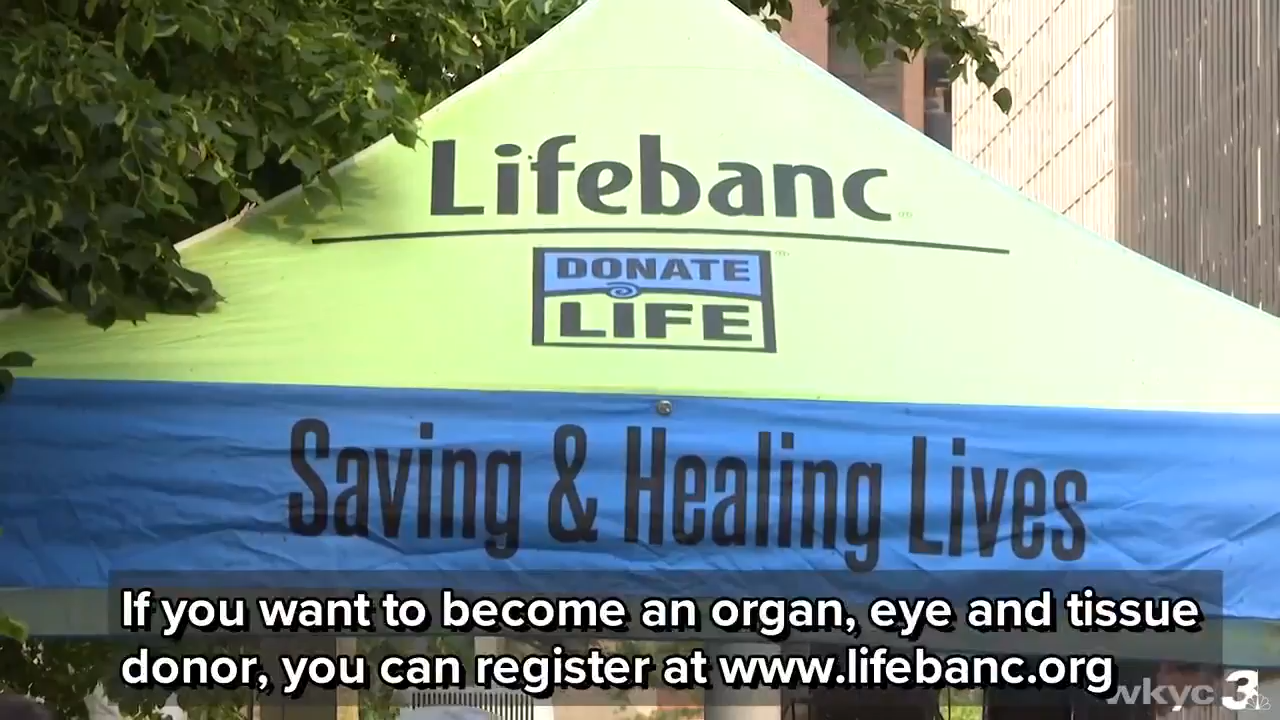 Lifebanc
DONATE
LIFE
Saving & Healing Lives
If you want to become an organ, eye and tissue
donor, you can register at www.lifebanc.org
wkyc 3